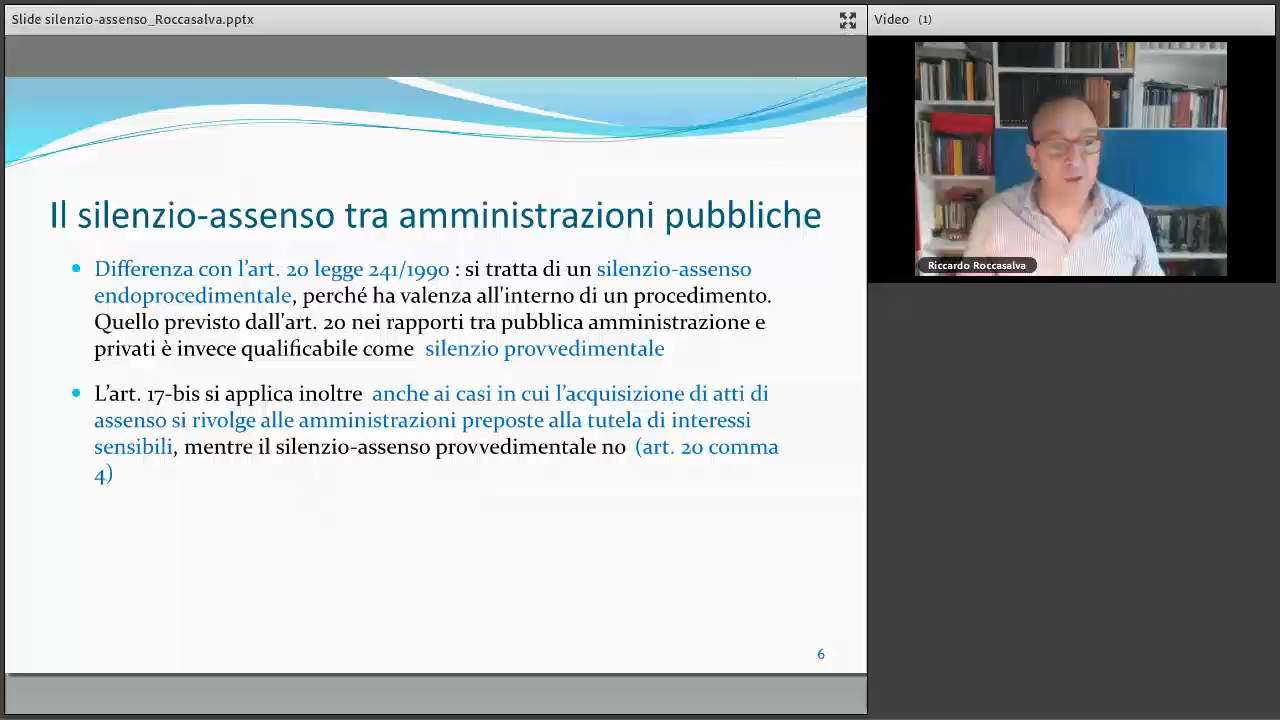 Slide silenzio-assenso_Roccasalva.pptx
Video (1)
Riccardo Roccasalva
Il silenzio-assenso tra amministrazioni pubbliche
Differenza con l'art. 20 legge 241/1990 : si tratta di un silenzio-assenso
endoprocedimentale, perché ha valenza all'interno di un procedimento.
Quello previsto dall'art. 20 nei rapporti tra pubblica amministrazione e
privati è invece qualificabile come silenzio provvedimentale
L'art. 17-bis si applica inoltre anche ai casi in cui l'acquisizione di atti di
assenso si rivolge alle amministrazioni preposte alla tutela di interessi
sensibili, mentre il silenzio-assenso provvedimentale no (art. 20 comma
4)
6